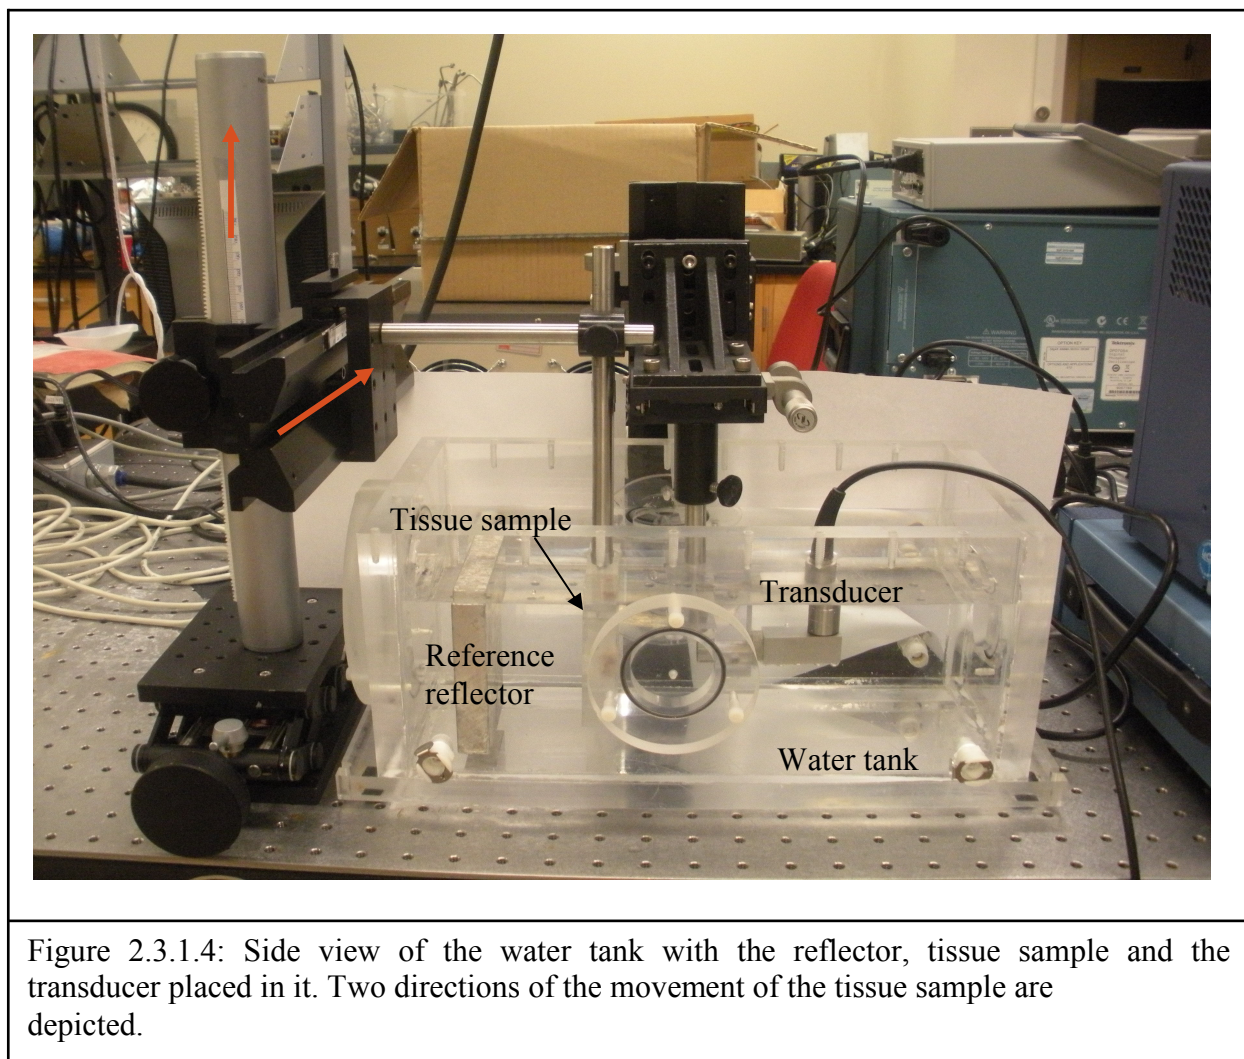 Tissue sample
Transducer
Reference
reflector
Water tank
Figure 2.3.1.4: Side view of the water tank with the reflector, tissue sample and the
transducer placed in it. Two directions of the movement of the tissue sample are
depicted.